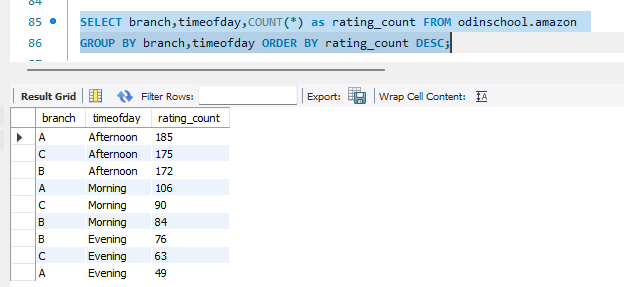 85 SELECT branch,timeofday,COUNT(*) as rating_count FROM odinschool.amazon
86 GROUP BY branch,timeofday ORDER BY rating_count DESC;
Result Grid Filter Rows: Export: Wrap Cell Content:
branch timeofday rating_count
A Afternoon 185
C Afternoon 175
B Afternoon 172
A Morning 106
C Morning 90
B Morning 84
B Evening 76
C Evening 63
A Evening 49